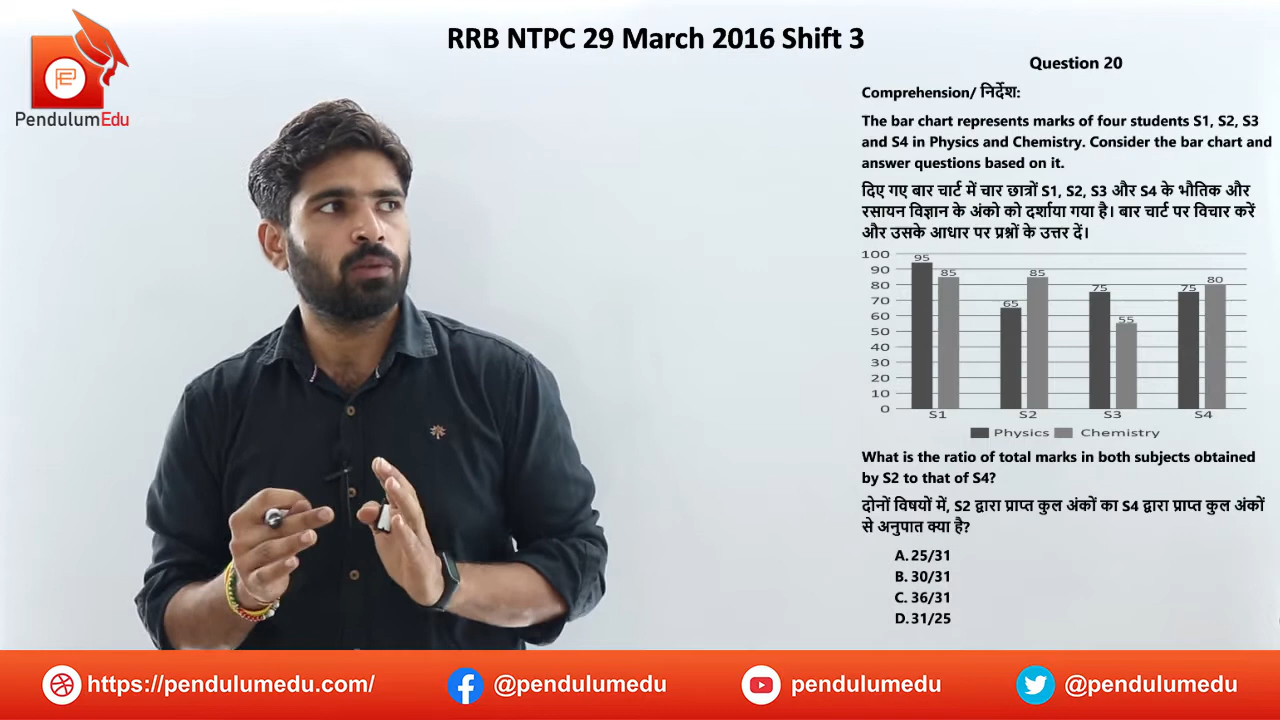 RRB NTPC 29 March 2016 Shift 3
PendulumEdu
Question 20
Comprehension/ निर्देश:
The bar chart represents marks of four students S1, S2, S3
and S4 in Physics and Chemistry. Consider the bar chart and
answer questions based on it.
दिए गए बार चार्ट में चार छात्रों S1, S2, S3 और S4 के भौतिक और
रसायन विज्ञान के अंको को दर्शाया गया है। बार चार्ट पर विचार करें
और उसके आधार पर प्रश्नों के उत्तर दें।
100
90
80
70
60
50
40
30
20
10
0
95 85 65 85 75 55 75 80
S1 S2 S3 S4
Physics Chemistry
What is the ratio of total marks in both subjects obtained
by S2 to that of S4?
दोनों विषयों में, S2 द्वारा प्राप्त कुल अंकों का S4 द्वारा प्राप्त कुल अंकों
से अनुपात क्या है?
A. 25/31
B. 30/31
C. 36/31
D. 31/25
https://pendulumedu.com/ @pendulumedu pendulumedu @pendulumedu